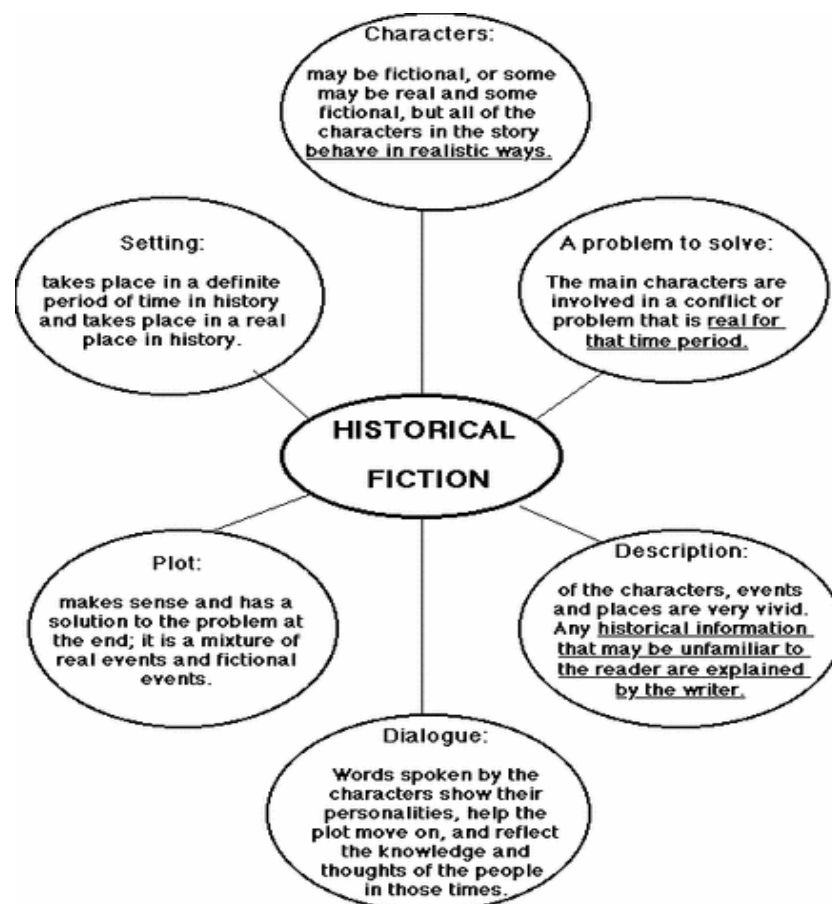 Characters:
may be fictional, or some
may be real and some
fictional, but all of the
characters in the story
behave in realistic ways.
Setting:
takes place in a definite
period of time in history
and takes place in a real
place in history.
A problem to solve:
The main characters are
involved in a conflict or
problem that is real for
that time period.
HISTORICAL
FICTION
Plot:
makes sense and has a
solution to the problem at
the end; it is a mixture of
real events and fictional
events.
Description:
of the characters, events
and places are very vivid.
Any historical information
that may be unfamiliar to
the reader are explained
by the writer.
Dialogue:
Words spoken by the
characters show their
personalities, help the
plot move on, and reflect
the knowledge and
thoughts of the people
in those times.